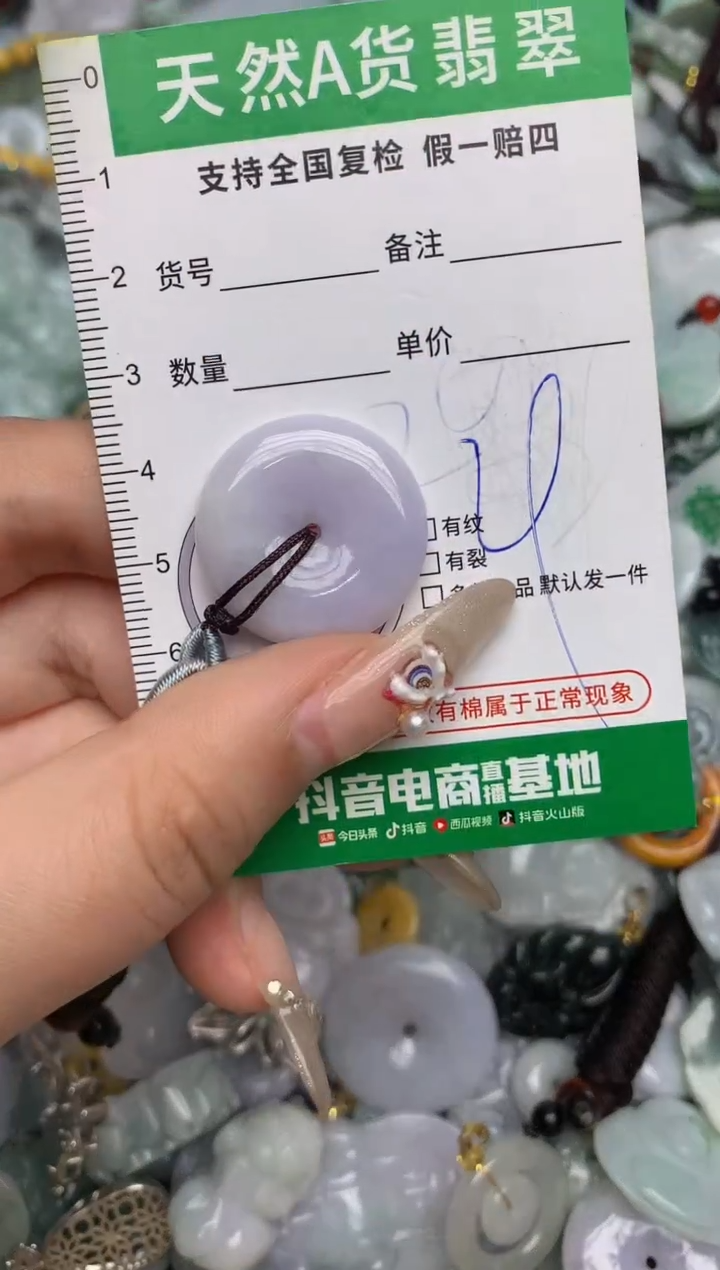 天然A货翡翠
支持全国复检 假一赔四
货号 备注
数量 单价
0
1
2
3
4
5
6
有纹
有裂
品 默认发一件
有棉属于正常现象
抖音电商直播基地
头条 今日头条 抖音 西瓜视频 抖音火山版